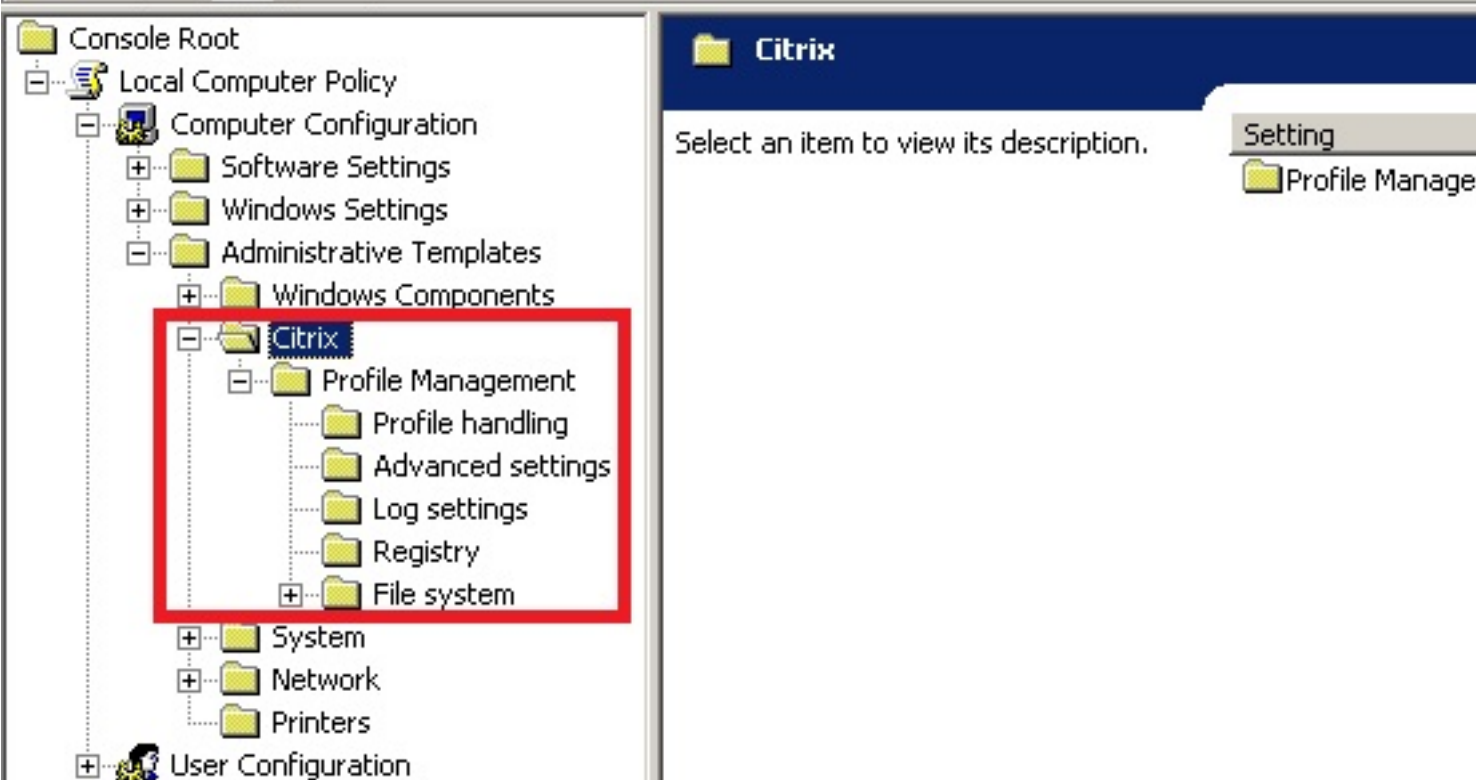 Console Root
Local Computer Policy
Computer Configuration
Software Settings
Windows Settings
Administrative Templates
Windows Components
Citrix
Profile Management
Profile handling
Advanced settings
Log settings
Registry
File system
System
Network
Printers
User Configuration
Citrix
Select an item to view its description.
Setting
Profile Manage